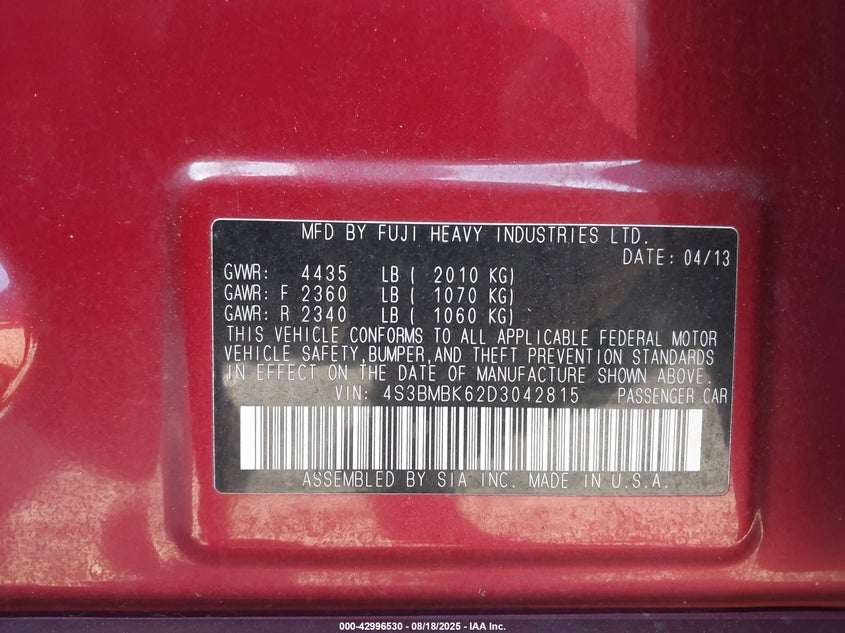 MFD BY FUJI HEAVY INDUSTRIES LTD.
DATE: 04/13
GVWR: 4435 LB ( 2010 KG)
GAWR: F 2360 LB ( 1070 KG)
GAWR: R 2340 LB ( 1060 KG)
THIS VEHICLE CONFORMS TO ALL APPLICABLE FEDERAL MOTOR
VEHICLE SAFETY,BUMPER,AND THEFT PREVENTION STANDARDS
IN EFFECT ON THE DATE OF MANUFACTURE SHOWN ABOVE.
VIN: 4S3BMBK62D3042815 PASSENGER CAR
ASSEMBLED BY SIA INC. MADE IN U.S.A.
000-42996530 - 08/18/2025 - IAA Inc.